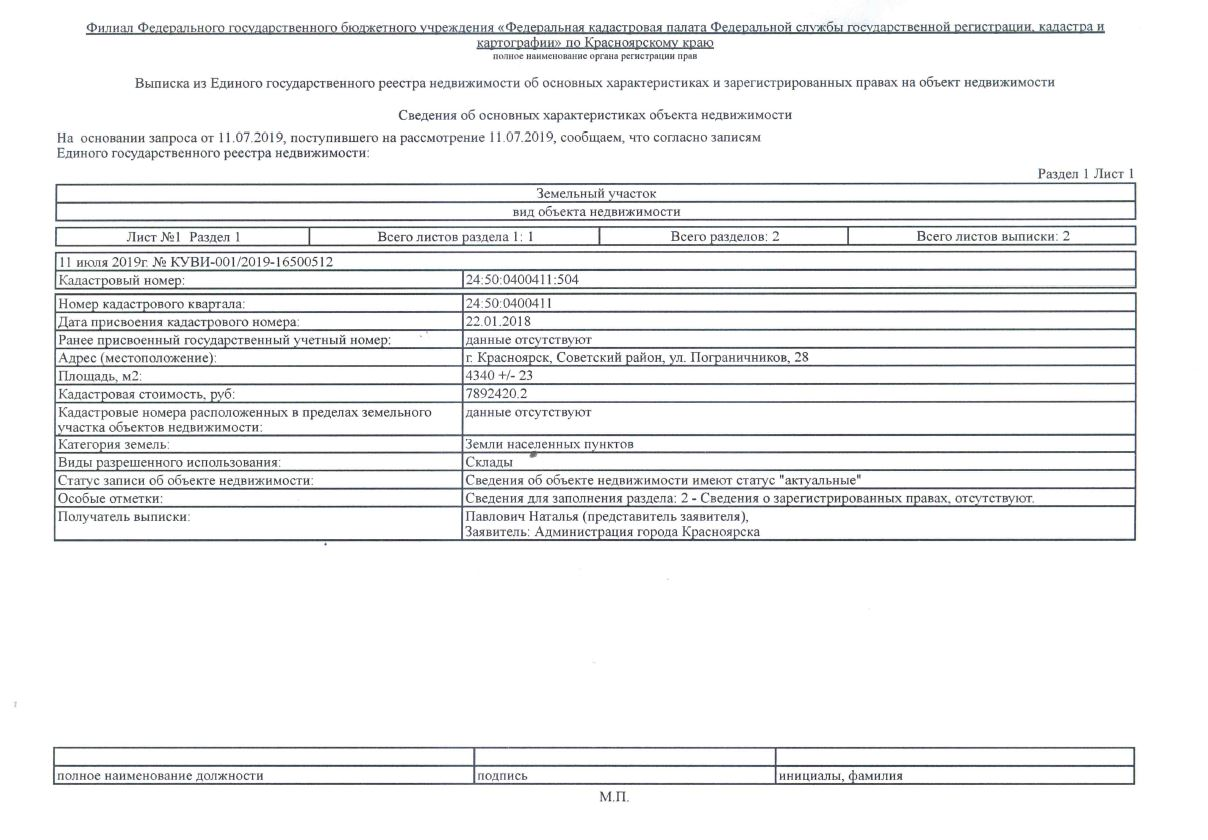 Филиал Федерального государственного бюджетного учреждения «Федеральная кадастровая палата Федеральной службы государственной регистрации, кадастра и
картографии» по Красноярскому краю
полное наименование органа регистрации прав
Выписка из Единого государственного реестра недвижимости об основных характеристиках и зарегистрированных правах на объект недвижимости
Сведения об основных характеристиках объекта недвижимости
На основании запроса от 11.07.2019, поступившего на рассмотрение 11.07.2019, сообщаем, что согласно записям
Единого государственного реестра недвижимости:
Раздел 1 Лист 1
Земельный участок
вид объекта недвижимости
Лист №1 Раздел 1 Всего листов раздела 1: 1 Всего разделов: 2 Всего листов выписки: 2
11 июля 2019г. № КУВИ-001/2019-16500512
Кадастровый номер: 24:50:0400411:504
Номер кадастрового квартала: 24:50:0400411
Дата присвоения кадастрового номера: 22.01.2018
Ранее присвоенный государственный учетный номер: данные отсутствуют
Адрес (местоположение): г. Красноярск, Советский район, ул. Пограничников, 28
Площадь, м2: 4340 +/- 23
Кадастровая стоимость, руб: 7892420.2
Кадастровые номера расположенных в пределах земельного данные отсутствуют
участка объектов недвижимости:
Категория земель: Земли населенных пунктов
Виды разрешенного использования: Склады
Статус записи об объекте недвижимости: Сведения об объекте недвижимости имеют статус "актуальные"
Особые отметки: Сведения для заполнения раздела: 2 - Сведения о зарегистрированных правах, отсутствуют.
Получатель выписки: Павлович Наталья (представитель заявителя),
Заявитель: Администрация города Красноярска
полное наименование должности подпись инициалы, фамилия
М.П.